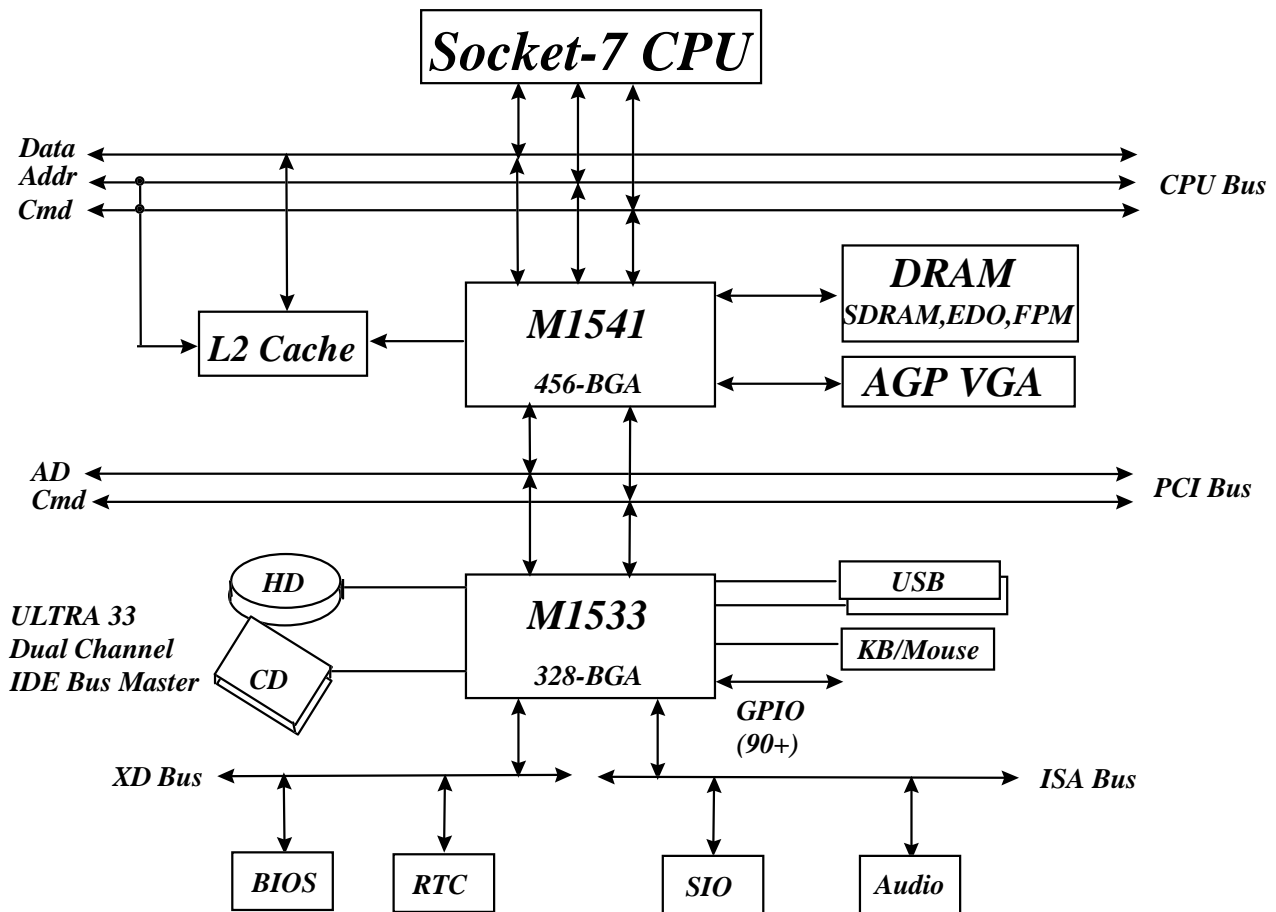 Socket-7 CPU
Data
Addr
Cmd
CPU Bus
DRAM
SDRAM,EDO,FPM
M1541
456-BGA
L2 Cache
AGP VGA
AD
Cmd
PCI Bus
HD
USB
ULTRA 33
Dual Channel
IDE Bus Master
CD
M1533
328-BGA
KB/Mouse
GPIO
(90+)
XD Bus
ISA Bus
BIOS
RTC
SIO
Audio